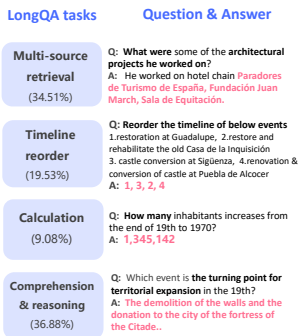 LongQA tasks
Question & Answer
Multi-source
retrieval
(34.51%)
Q: What were some of the architectural
projects he worked on?
A: He worked on hotel chain Paradores
de Turismo de España, Fundación Juan
March, Sala de Equitación.
Timeline
reorder
(19.53%)
Q: Reorder the timeline of below events
1.restoration at Guadalupe, 2.restore and
rehabilitate the old Casa de la Inquisición
3. castle conversion at Sigüenza, 4.renovation &
conversion of castle at Puebla de Alcocer
A: 1, 3, 2, 4
Calculation
(9.08%)
Q: How many inhabitants increases from
the end of 19th to 1970?
A: 1,345,142
Comprehension
& reasoning
(36.88%)
Q: Which event is the turning point for
territorial expansion in the 19th?
A: The demolition of the walls and the
donation to the city of the fortress of
the Citade..